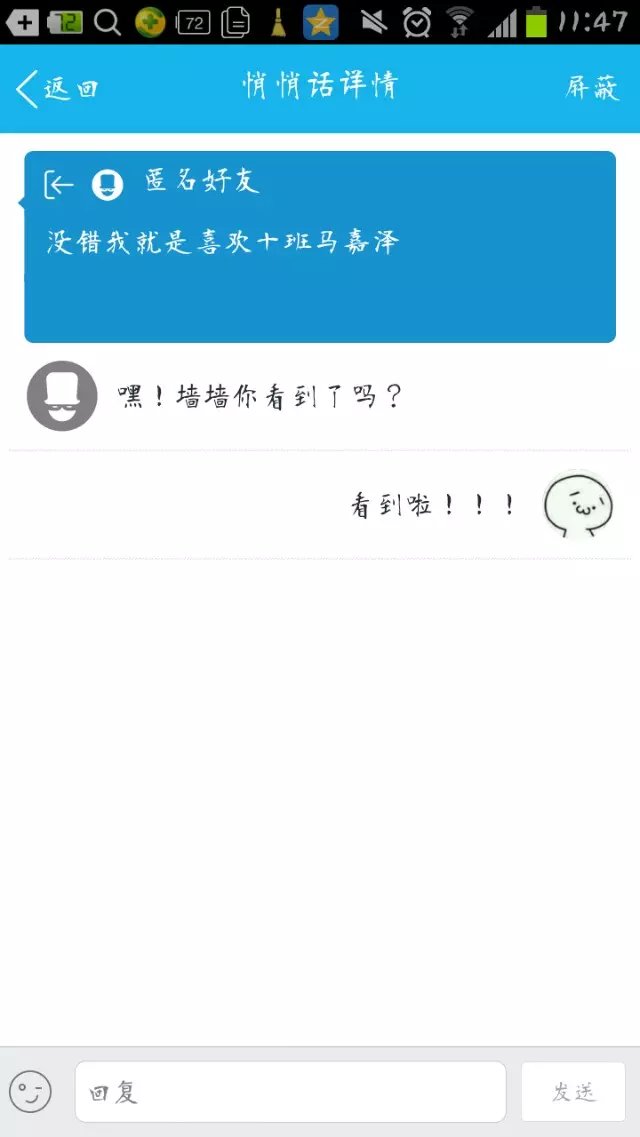 72
72
11:47
返回
悄悄话详情
屏蔽
匿名好友
没错我就是喜欢十班马嘉泽
嘿！墙墙你看到了吗？
看到啦！！！
回复
发送